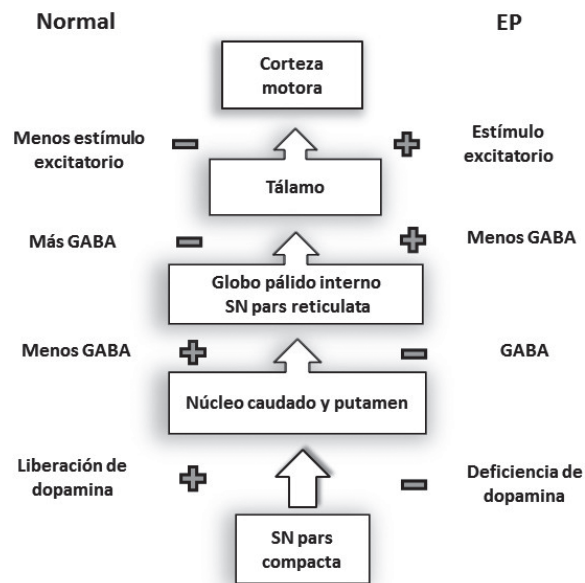 Normal
EP
Corteza
motora
Menos estímulo
excitatorio
Estímulo
excitatorio
Tálamo
Más GABA
Menos GABA
Globo pálido interno
SN pars reticulata
Menos GABA
GABA
Núcleo caudado y putamen
Liberación de
dopamina
Deficiencia de
dopamina
SN pars
compacta